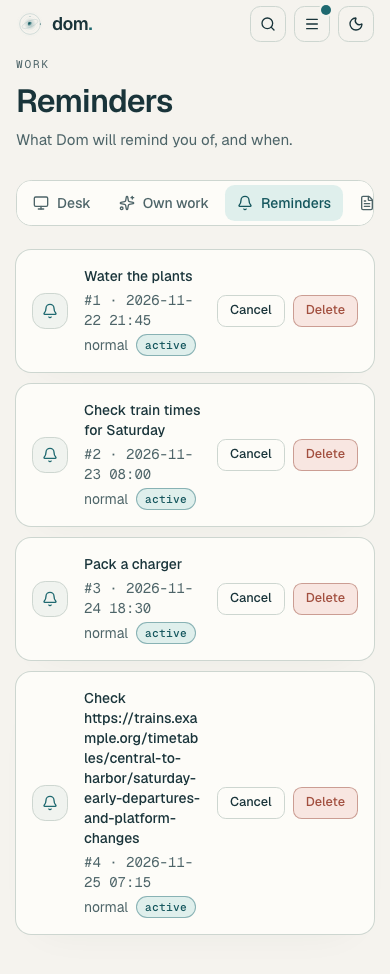 dom.
WORK
Reminders
What Dom will remind you of, and when.
Desk
Own work
Reminders
Water the plants
#1 · 2026-11-
22 21:45
normal active
Cancel
Delete
Check train times
for Saturday
#2 · 2026-11-
23 08:00
normal active
Cancel
Delete
Pack a charger
#3 · 2026-11-
24 18:30
normal active
Cancel
Delete
Check
https://trains.exa
mple.org/timetab
les/central-to-
harbor/saturday-
early-departures-
and-platform-
changes
#4 · 2026-11-
25 07:15
normal active
Cancel
Delete